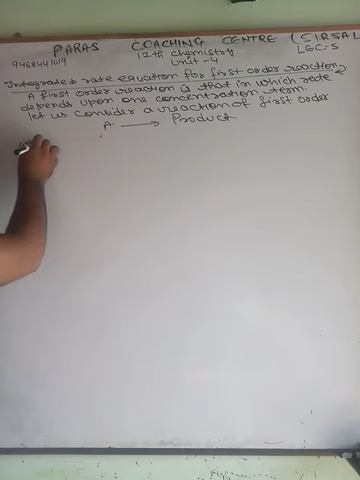 PARAS COACHING CENTRE (SIRSA)
9468441019 12th chemistry LEC:-5
Unit-4
Integrated rate equation for first order reaction
A first order reaction is that in which rate
depends upon one concentration term.
let us consider a reaction of first order
A → Product